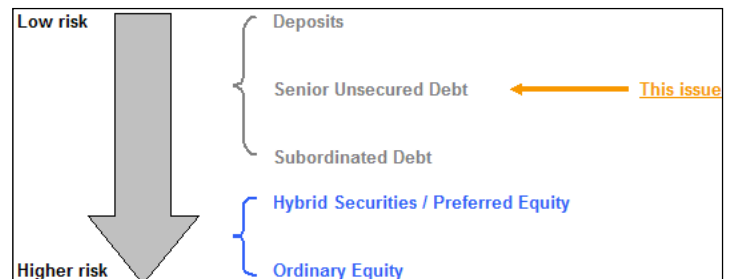 Low risk
Deposits
Senior Unsecured Debt
This issue
Subordinated Debt
Hybrid Securities / Preferred Equity
Higher risk
Ordinary Equity